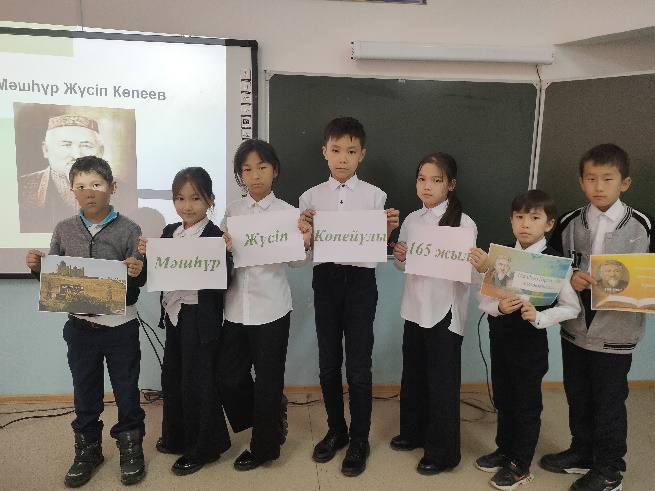 Мәшһүр Жүсіп Көпеев
Мәшһүр
Жүсіп
Көпейұлы
165 жыл